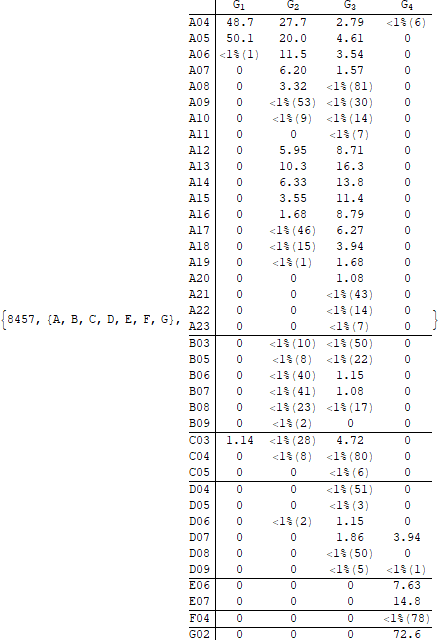 G1 G2 G3 G4
A04 48.7 27.7 2.79 <1%(6)
A05 50.1 20.0 4.61 0
A06 <1%(1) 11.5 3.54 0
A07 0 6.20 1.57 0
A08 0 3.32 <1%(81) 0
A09 0 <1%(53) <1%(30) 0
A10 0 <1%(9) <1%(14) 0
A11 0 0 <1%(7) 0
A12 0 5.95 8.71 0
A13 0 10.3 16.3 0
A14 0 6.33 13.8 0
A15 0 3.55 11.4 0
A16 0 1.68 8.79 0
A17 0 <1%(46) 6.27 0
A18 0 <1%(15) 3.94 0
A19 0 <1%(1) 1.68 0
A20 0 0 1.08 0
A21 0 0 <1%(43) 0
{8457, {A, B, C, D, E, F, G}, A22 0 0 <1%(14) 0 }
A23 0 0 <1%(7) 0
B03 0 <1%(10) <1%(50) 0
B05 0 <1%(8) <1%(22) 0
B06 0 <1%(40) 1.15 0
B07 0 <1%(41) 1.08 0
B08 0 <1%(23) <1%(17) 0
B09 0 <1%(2) 0 0
C03 1.14 <1%(28) 4.72 0
C04 0 <1%(8) <1%(80) 0
C05 0 0 <1%(6) 0
D04 0 0 <1%(51) 0
D05 0 0 <1%(3) 0
D06 0 <1%(2) 1.15 0
D07 0 0 1.86 3.94
D08 0 0 <1%(50) 0
D09 0 0 <1%(5) <1%(1)
E06 0 0 0 7.63
E07 0 0 0 14.8
F04 0 0 0 <1%(78)
G02 0 0 0 72.6